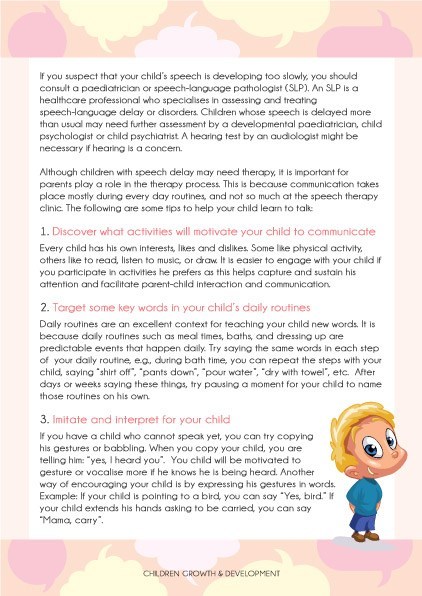 If you suspect that your child's speech is developing too slowly, you should
consult a paediatrician or speech-language pathologist (SLP). An SLP is a
healthcare professional who specialises in assessing and treating
speech-language delay or disorders. Children whose speech is delayed more
than usual may need further assessment by a developmental paediatrician, child
psychologist or child psychiatrist. A hearing test by an audiologist might be
necessary if hearing is a concern.
Although children with speech delay may need therapy, it is important for
parents play a role in the therapy process. This is because communication takes
place mostly during every day routines, and not so much at the speech therapy
clinic. The following are some tips to help your child learn to talk:
1. Discover what activities will motivate your child to communicate
Every child has his own interests, likes and dislikes. Some like physical activity,
others like to read, listen to music, or draw. It is easier to engage with your child if
you participate in activities he prefers as this helps capture and sustain his
attention and facilitate parent-child interaction and communication.
2. Target some key words in your child's daily routines
Daily routines are an excellent context for teaching your child new words. It is
because daily routines such as meal times, baths, and dressing up are
predictable events that happen daily. Try saying the same words in each step
of your daily routine, e.g., during bath time, you can repeat the steps with your
child, saying "shirt off", "pants down", "pour water", "dry with towel", etc. After
days or weeks saying these things, try pausing a moment for your child to name
those routines on his own.
3. Imitate and interpret for your child
If you have a child who cannot speak yet, you can try copying
his gestures or babbling. When you copy your child, you are
telling him: "yes, I heard you". You child will be motivated to
gesture or vocalise more if he knows he is being heard. Another
way of encouraging your child is by expressing his gestures in words.
Example: If your child is pointing to a bird, you can say "Yes, bird." If
your child extends his hands asking to be carried, you can say
"Mama, carry".
CHILDREN GROWTH & DEVELOPMENT